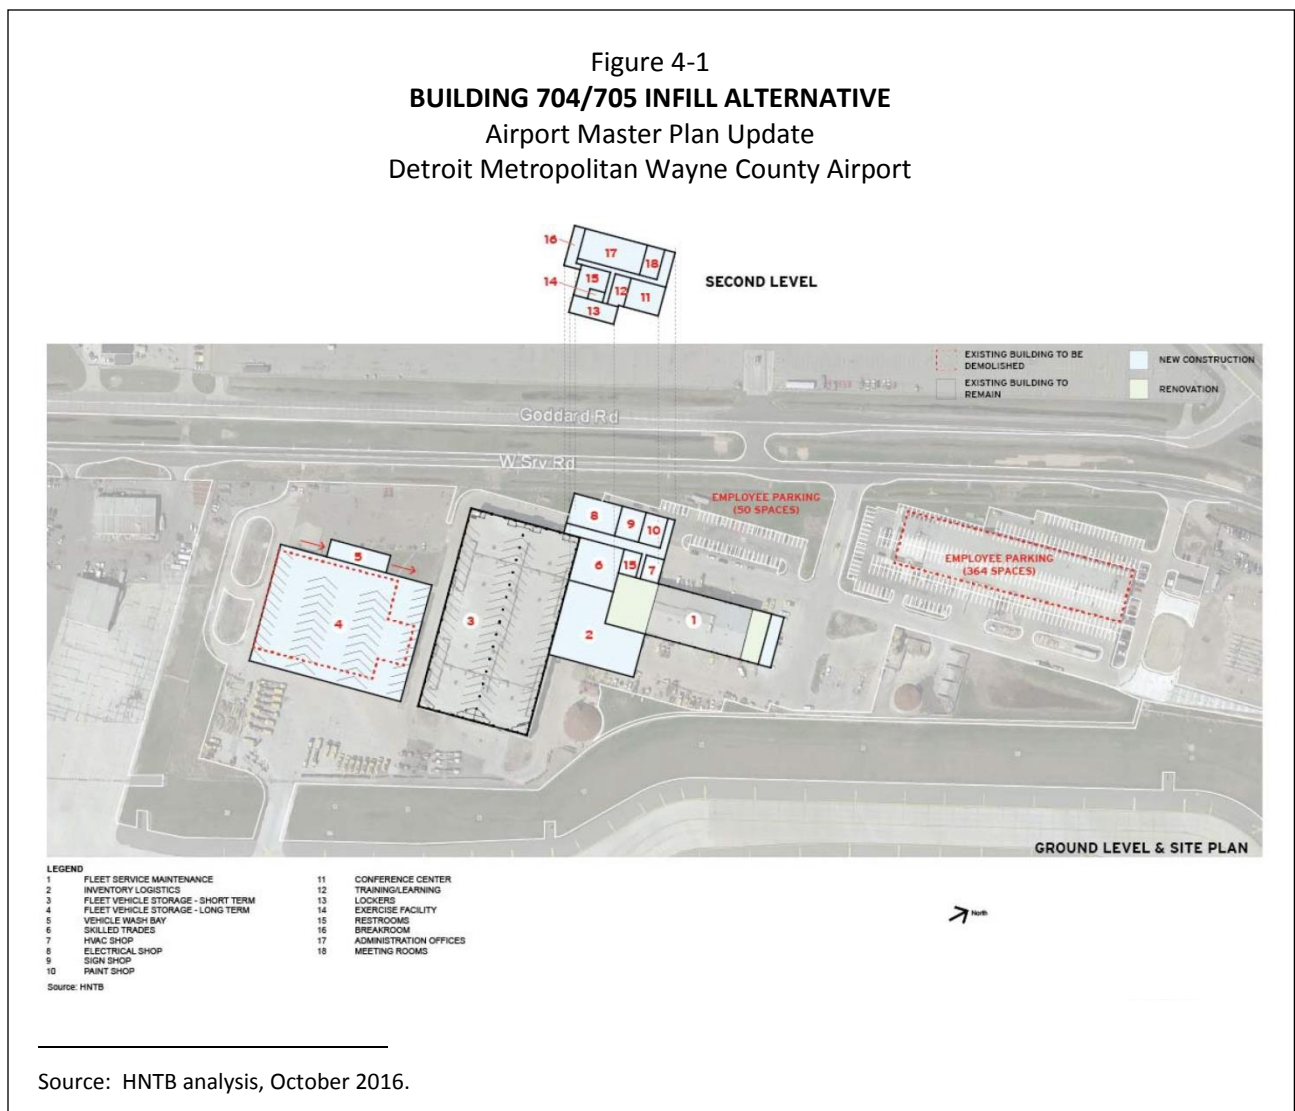 Figure 4-1
BUILDING 704/705 INFILL ALTERNATIVE
Airport Master Plan Update
Detroit Metropolitan Wayne County Airport
16
17
18
SECOND LEVEL
14
15
12
11
13
EXISTING BUILDING TO BE
DEMOLISHED
NEW CONSTRUCTION
EXISTING BUILDING TO
REMAIN
RENOVATION
Goddard Rd
W Srv Rd
EMPLOYEE PARKING
(50 SPACES)
8
9
10
EMPLOYEE PARKING
(364 SPACES)
5
6
15
7
4
3
2
1
GROUND LEVEL & SITE PLAN
LEGEND
1 FLEET SERVICE MAINTENANCE
2 INVENTORY LOGISTICS
3 FLEET VEHICLE STORAGE - SHORT TERM
4 FLEET VEHICLE STORAGE - LONG TERM
5 VEHICLE WASH BAY
6 SKILLED TRADES
7 HVAC SHOP
8 ELECTRICAL SHOP
9 SIGN SHOP
10 PAINT SHOP
11 CONFERENCE CENTER
12 TRAINING/LEARNING
13 LOCKERS
14 EXERCISE FACILITY
15 RESTROOMS
16 BREAKROOM
17 ADMINISTRATION OFFICES
18 MEETING ROOMS
North
Source: HNTB
Source: HNTB analysis, October 2016.